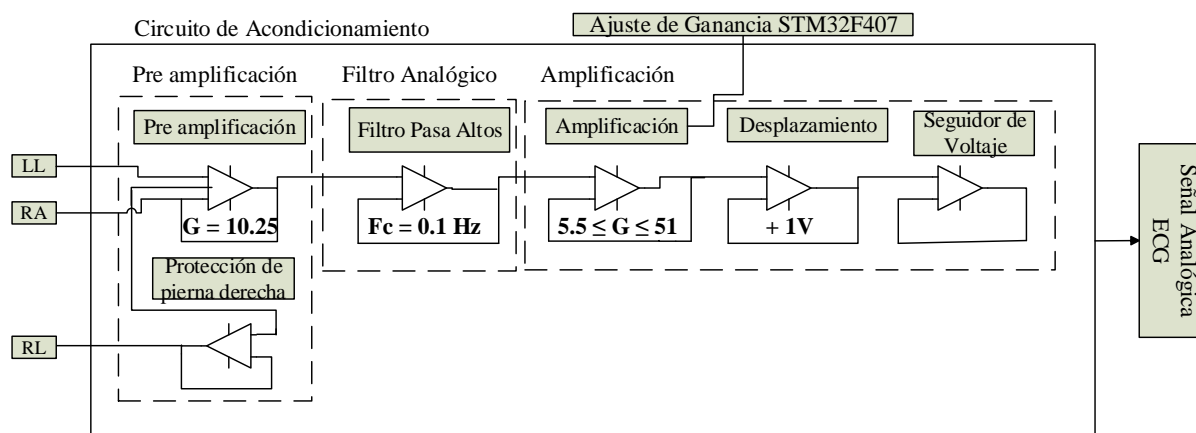 Circuito de Acondicionamiento
Ajuste de Ganancia STM32F407
Pre amplificación
Filtro Analógico
Amplificación
Pre amplificación
Filtro Pasa Altos
Amplificación
Desplazamiento
Seguidor de
Voltaje
LL
RA
G = 10.25
Fc = 0.1 Hz
5.5 ≤ G ≤ 51
+ 1V
Protección de
pierna derecha
RL
Señal Analógica
ECG